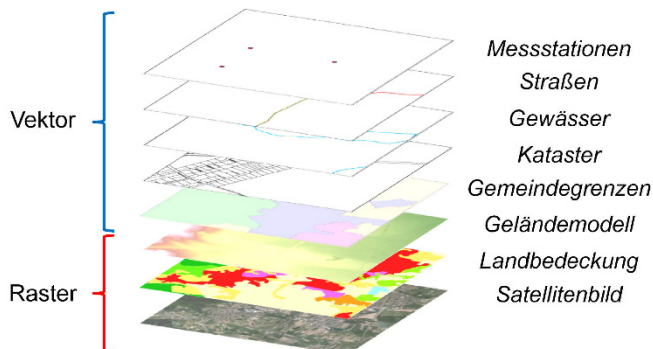 Vektor
Raster
Messstationen
Straßen
Gewässer
Kataster
Gemeindegrenzen
Geländemodell
Landbedeckung
Satellitenbild